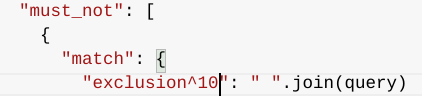 "must_not": [
{
"match": {
"exclusion^10": " ".join(query)